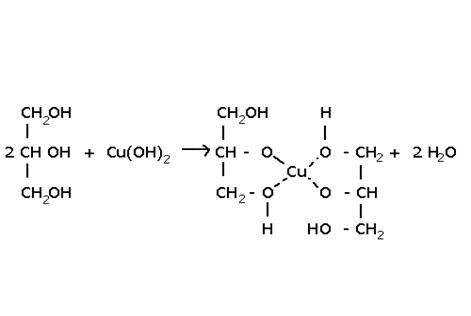 CH₂OH CH₂OH H
2 CH OH + Cu(OH)₂ → CH - O O - CH₂ + 2 H₂O
Cu
CH₂OH CH₂ - O O - CH
H HO - CH₂